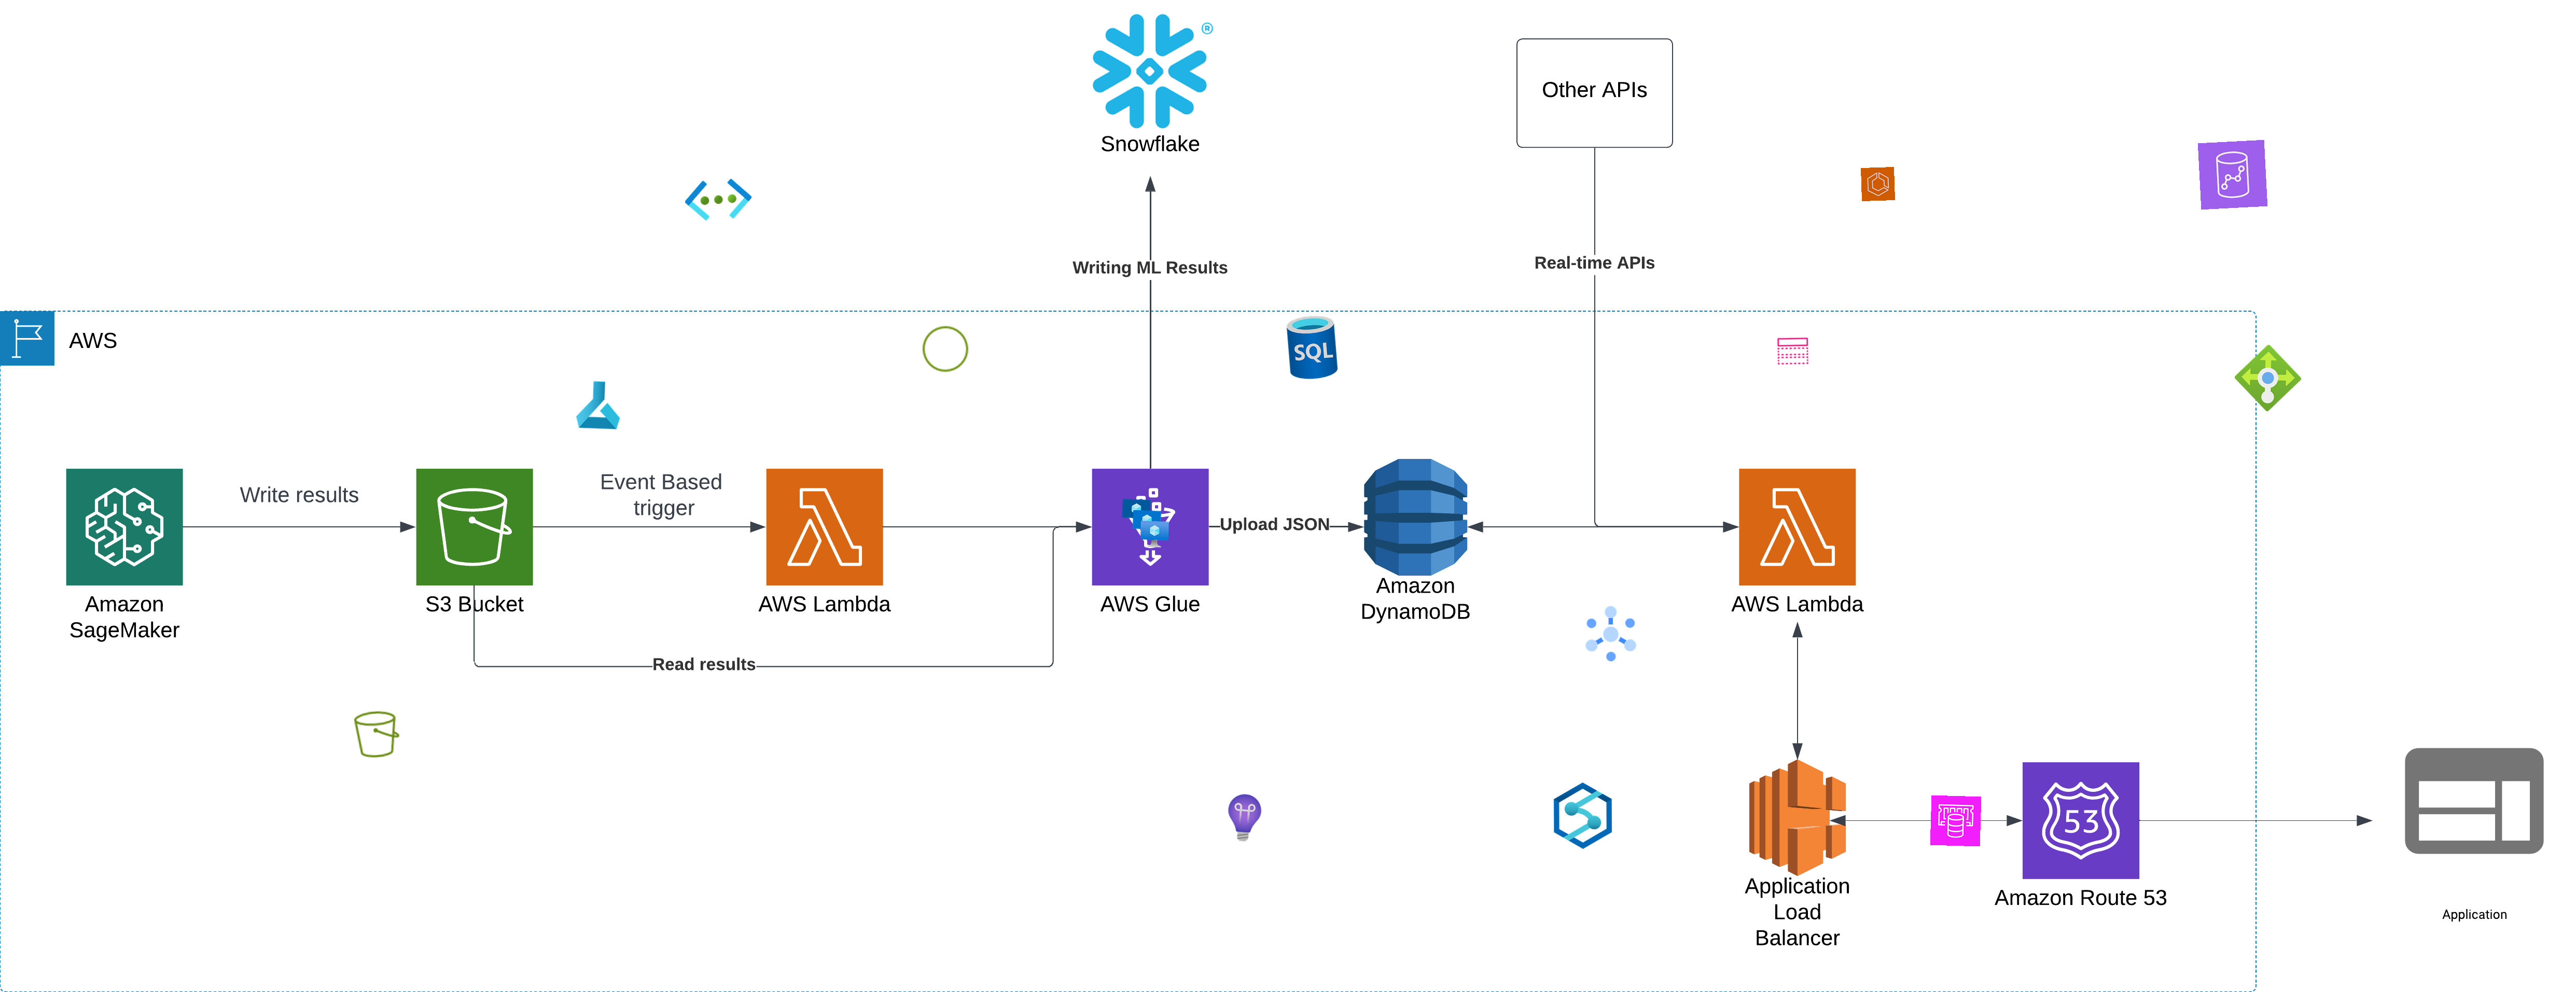 ®
Snowflake
Other APIs
Writing ML Results
Real-time APIs
AWS
SQL
Write results
Event Based
trigger
Upload JSON
Amazon
SageMaker
S3 Bucket
AWS Lambda
AWS Glue
Amazon
DynamoDB
AWS Lambda
Read results
53
Application
Load
Balancer
Amazon Route 53
Application